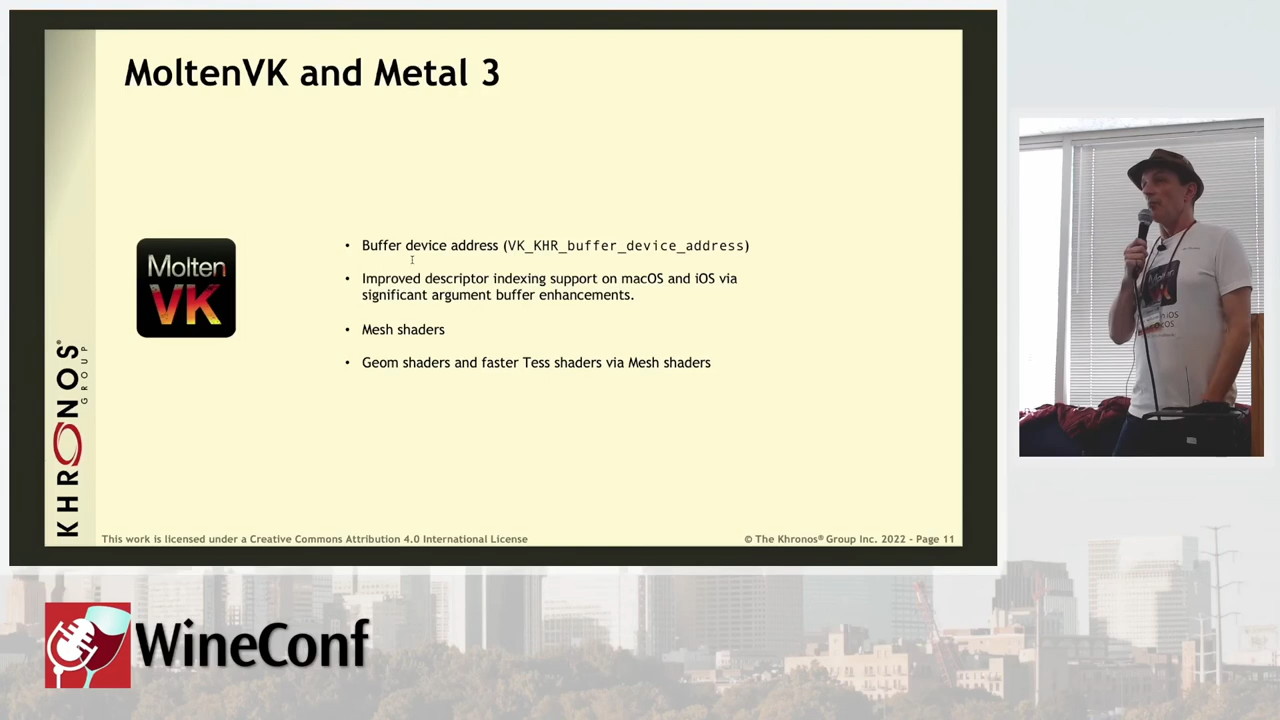 MoltenVK and Metal 3
Molten
VK
• Buffer device address (VK_KHR_buffer_device_address)
• Improved descriptor indexing support on macOS and iOS via
significant argument buffer enhancements.
• Mesh shaders
• Geom shaders and faster Tess shaders via Mesh shaders
KHRONOS®
GROUP
This work is licensed under a Creative Commons Attribution 4.0 International License
© The Khronos® Group Inc. 2022 - Page 11
WineConf
VK